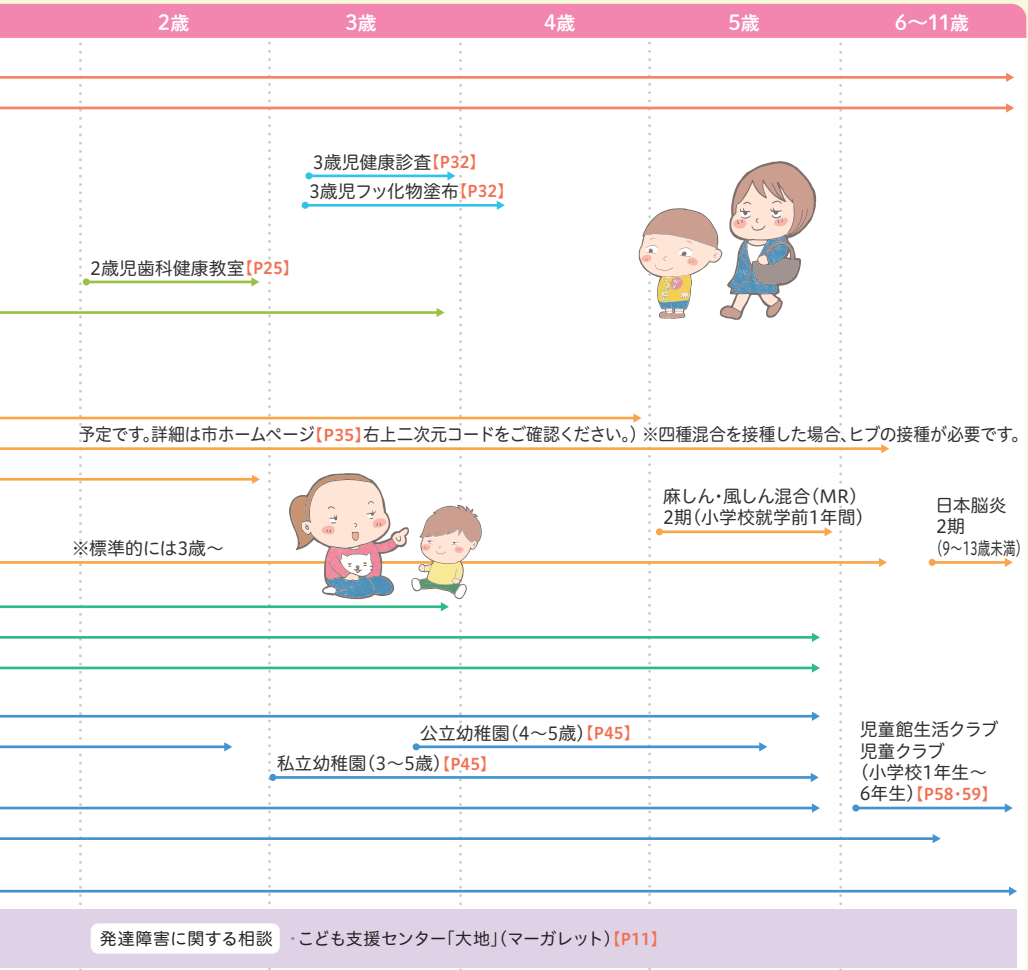 2歳 3歳 4歳 5歳 6〜11歳
3歳児健康診査【P32】
3歳児フッ化物塗布【P32】
2歳児歯科健康教室【P25】
予定です。詳細は市ホームページ【P35】右上二次元コードをご確認ください。）※四種混合を接種した場合、ヒブの接種が必要です。
麻しん・風しん混合（MR）
2期（小学校就学前1年間）
日本脳炎
2期
（9〜13歳未満）
※標準的には3歳〜
公立幼稚園（4〜5歳）【P45】
私立幼稚園（3〜5歳）【P45】
児童館生活クラブ
児童クラブ
（小学校1年生〜
6年生）【P58・59】
発達障害に関する相談 ・こども支援センター「大地」（マーガレット）【P11】